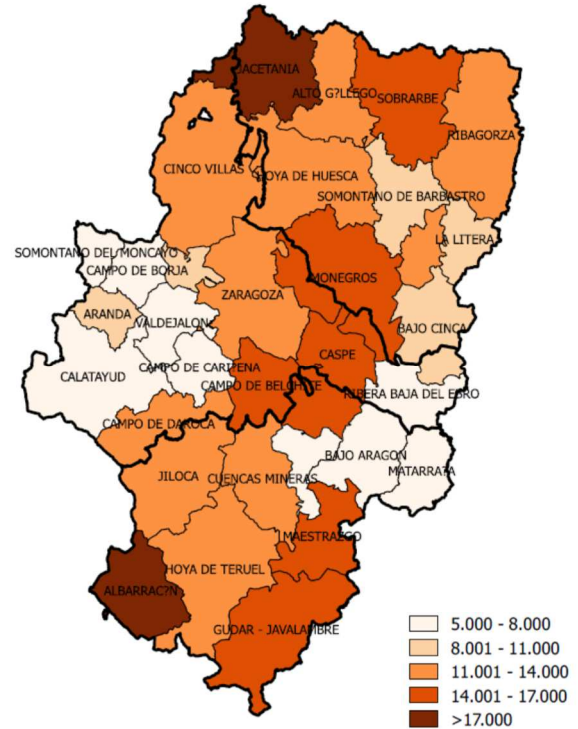 JACETANIA
ALTO G?LLEGO
SOBRARBE
RIBAGORZA
CINCO VILLAS
HOYA DE HUESCA
SOMONTANO DE BARBASTRO
LA LITERA
SOMONTANO DEL MONCAYO
CAMPO DE BORJA
MONEGROS
ZARAGOZA
ARANDA
VALDEJALON
BAJO CINCA
CASPE
CAMPO DE CARI?ENA
CALATAYUD
CAMPO DE BELCHITE
RIBERA BAJA DEL EBRO
CAMPO DE DAROCA
BAJO ARAGON
MATARRA?A
JILOCA
CUENCAS MINERAS
MAESTRAZGO
HOYA DE TERUEL
ALBARRAC?N
GUDAR - JAVALAMBRE
5.000 - 8.000
8.001 - 11.000
11.001 - 14.000
14.001 - 17.000
>17.000